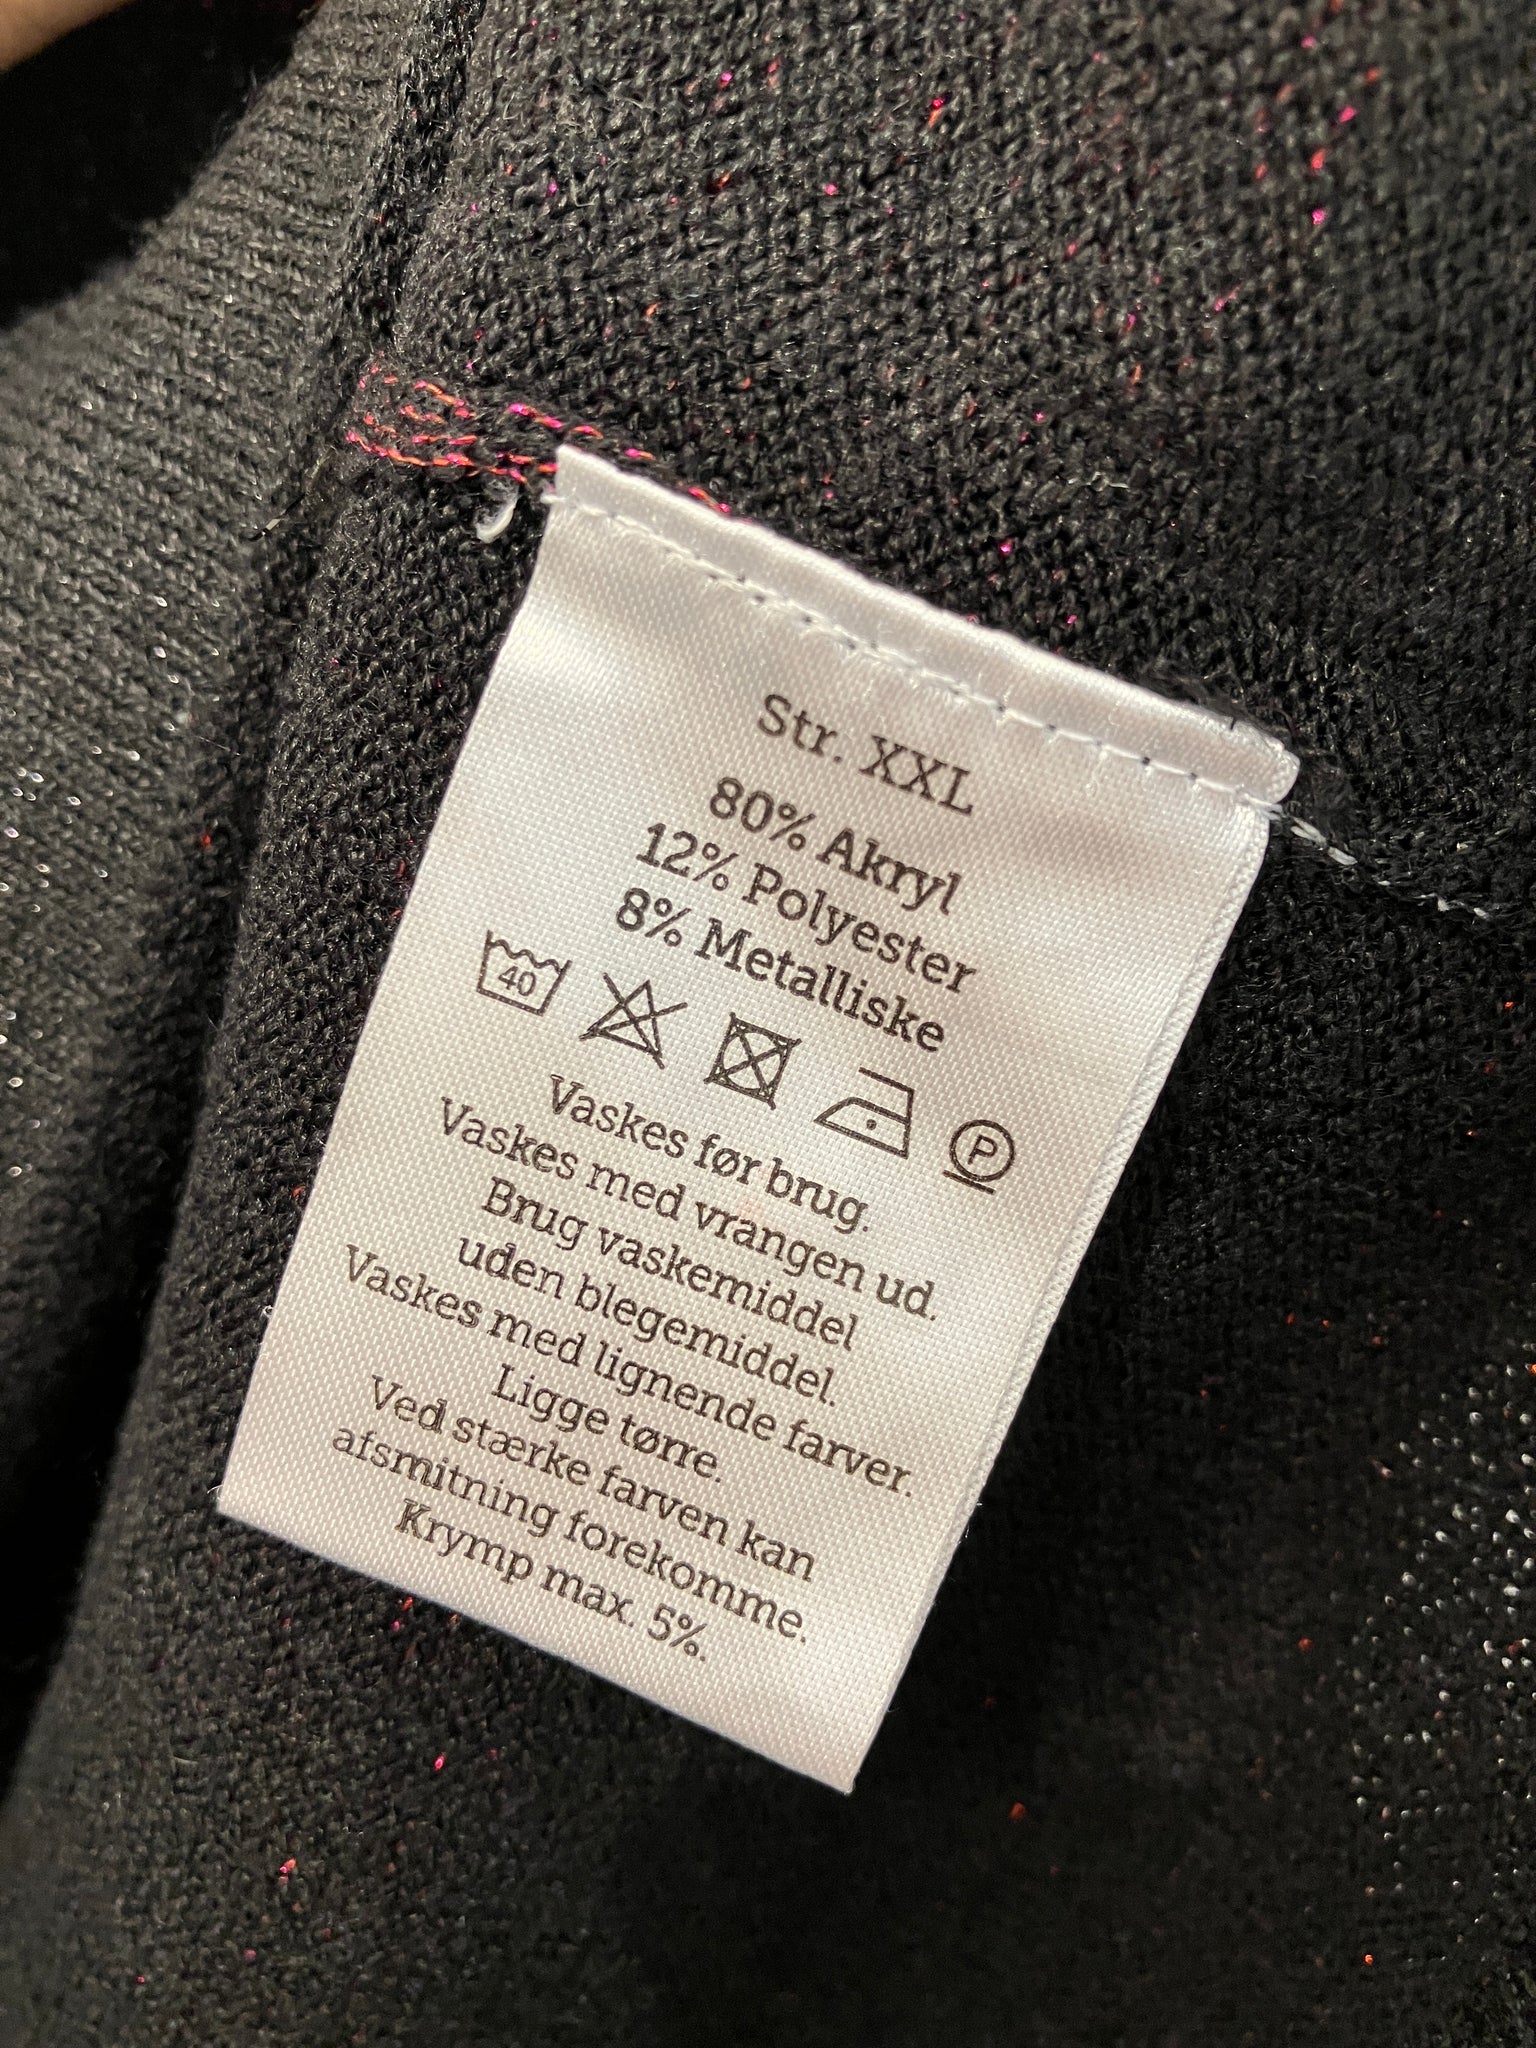 Str. XXL
80% Akryl
12% Polyester
8% Metalliske
40 P
Vaskes før brug.
Vaskes med vrangen ud.
Brug vaskemiddel
uden blegemiddel.
Vaskes med lignende farver.
Ligge tørre.
Ved stærke farven kan
afsmitning forekomme.
Krymp max. 5%.